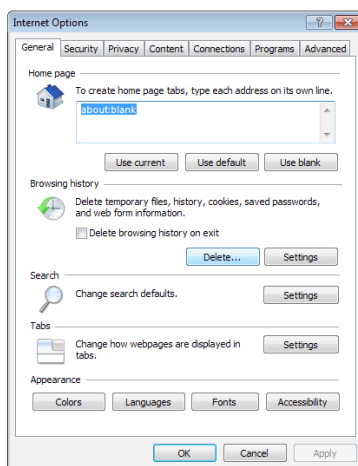 Internet Options
General Security Privacy Content Connections Programs Advanced
Home page
To create home page tabs, type each address on its own line.
about:blank
Use current Use default Use blank
Browsing history
Delete temporary files, history, cookies, saved passwords,
and web form information.
Delete browsing history on exit
Delete... Settings
Search
Change search defaults. Settings
Tabs
Change how webpages are displayed in
tabs. Settings
Appearance
Colors Languages Fonts Accessibility
OK Cancel Apply